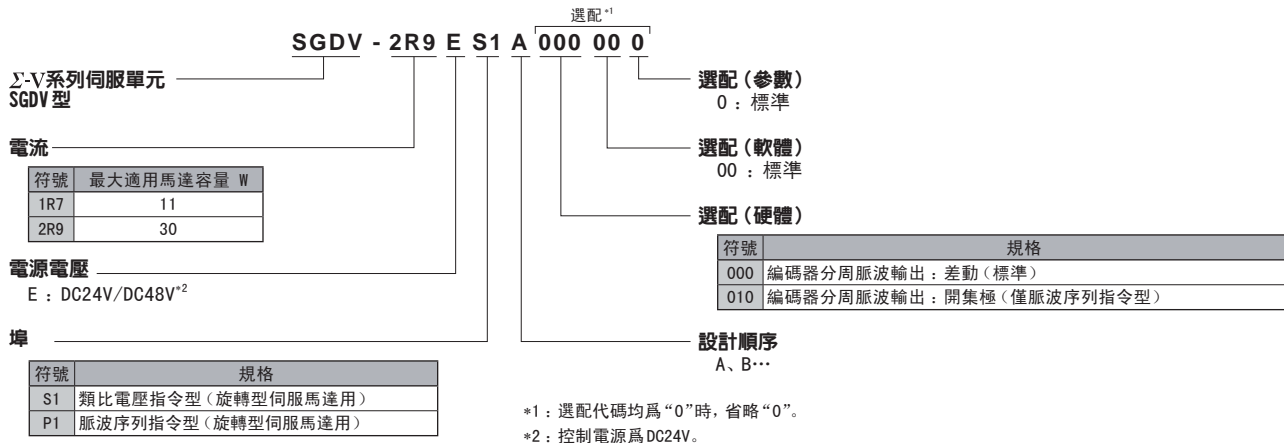 選配*1
SGDV - 2R9 E S1 A 000 00 0
Σ-V系列伺服單元
SGDV型
電流
符號 最大適用馬達容量 W
1R7 11
2R9 30
電源電壓
E：DC24V/DC48V*2
埠
符號 規格
S1 類比電壓指令型（旋轉型伺服馬達用）
P1 脈波序列指令型（旋轉型伺服馬達用）
選配（參數）
0：標準
選配（軟體）
00：標準
選配（硬體）
符號 規格
000 編碼器分周脈波輸出：差動（標準）
010 編碼器分周脈波輸出：開集極（僅脈波序列指令型）
設計順序
A、B…
*1：選配代碼均爲“0”時，省略“0”。
*2：控制電源爲DC24V。